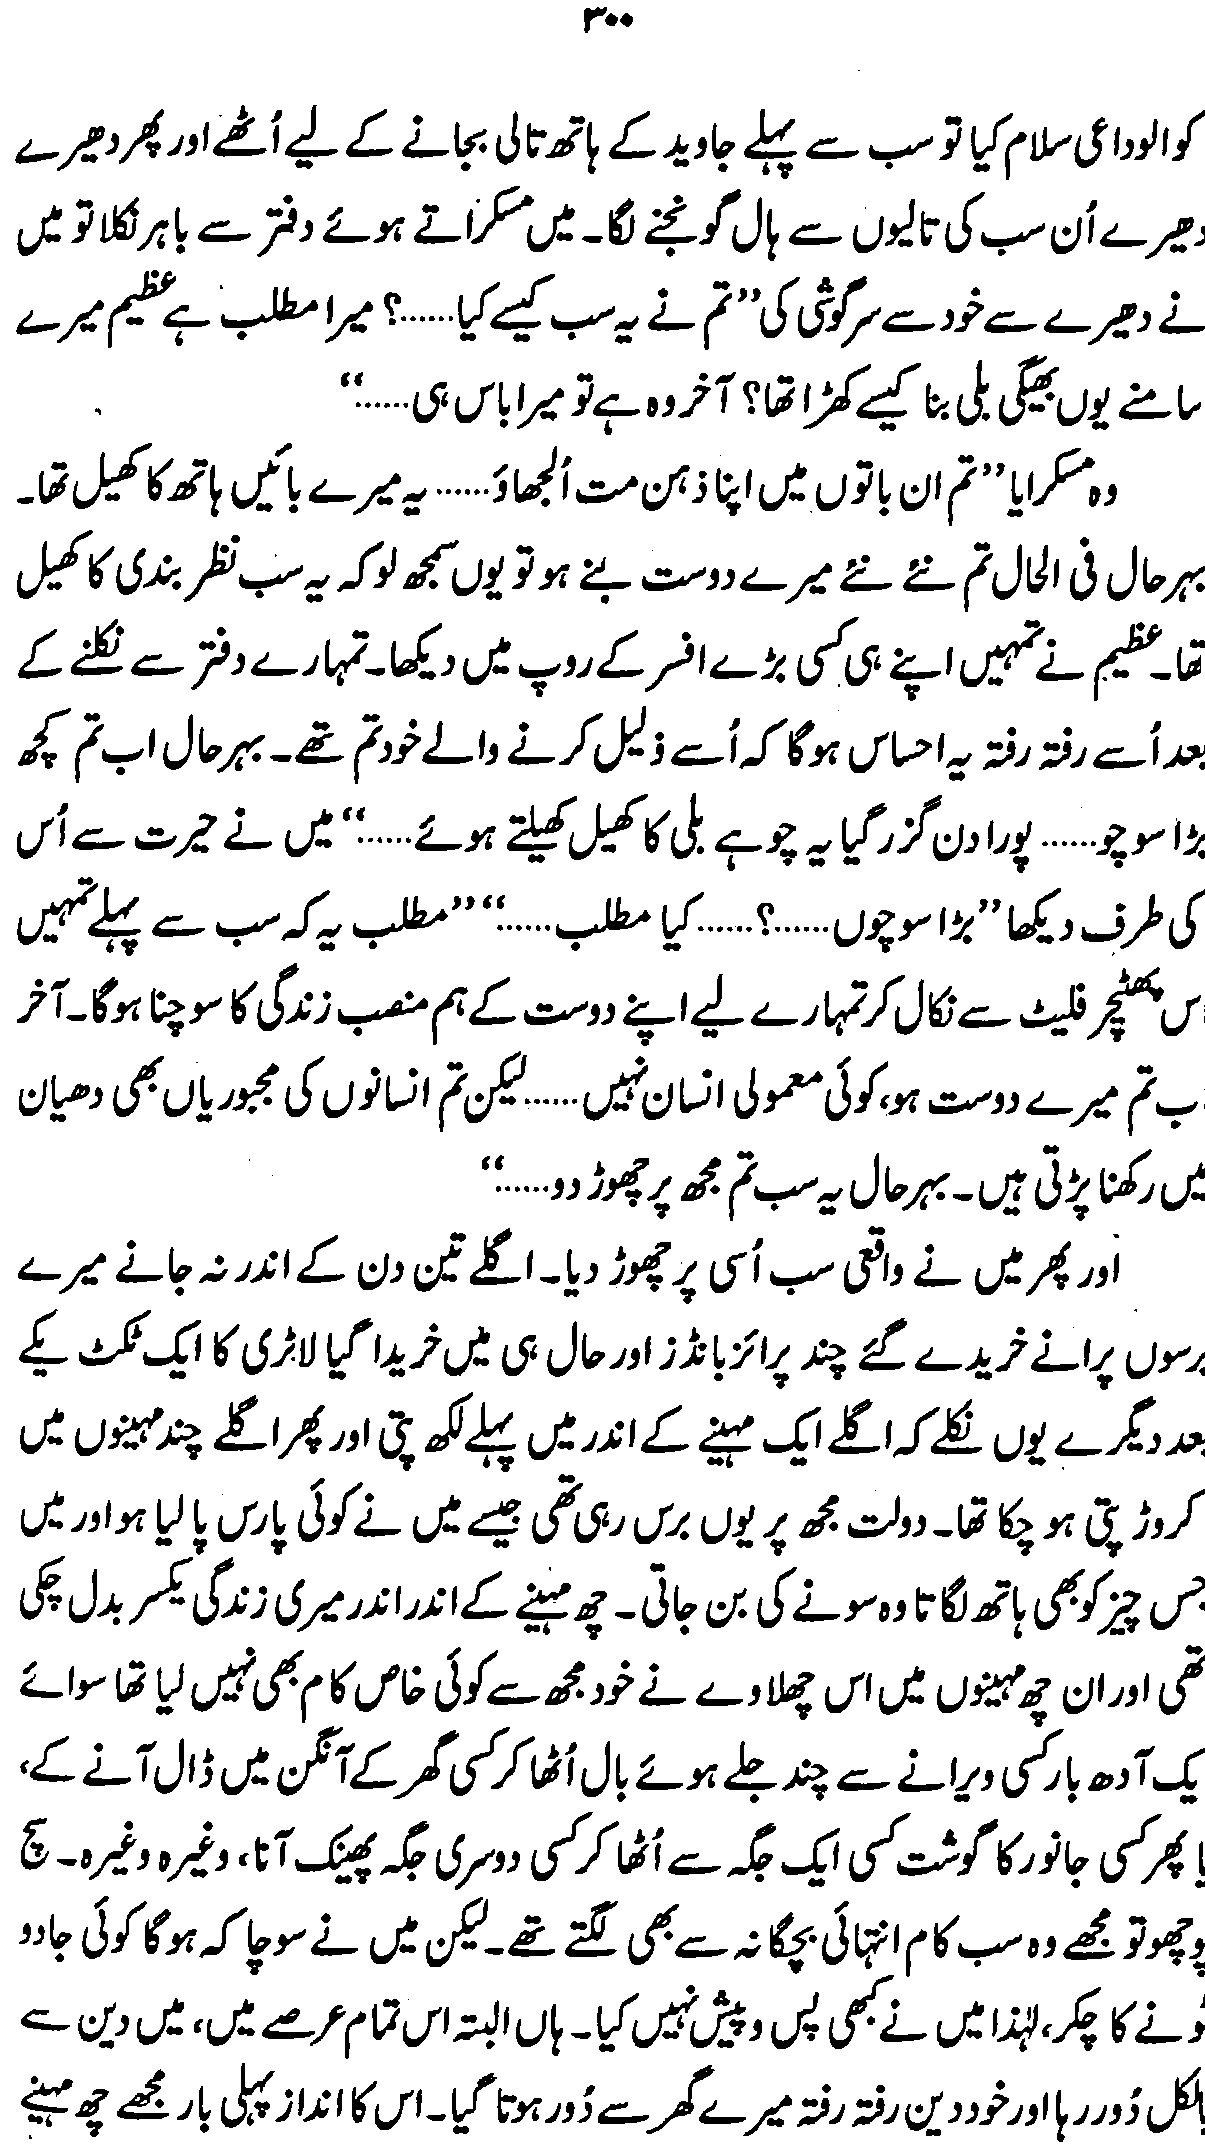 ۳۰۰
کو الوداعی سلام کیا تو سب سے پہلے جاوید کے ہاتھ تالی بجانے کے لیے اُٹھے اور پھر دھیرے
دھیرے اُن سب کی تالیوں سے ہال گونجنے لگا۔ میں مسکراتے ہوئے دفتر سے باہر نکلا تو میں
نے دھیرے سے خود سے سرگوشی کی ”تم نے یہ سب کیسے کیا......؟ میرا مطلب ہے عظیم میرے
سامنے یوں بھیگی بلی بنا کیسے کھڑا تھا؟ آخر وہ ہے تو میرا باس ہی......“
وہ مسکرایا ”تم ان باتوں میں اپنا ذہن مت اُلجھاؤ...... یہ میرے بائیں ہاتھ کا کھیل تھا۔
بہر حال فی الحال تم نئے نئے میرے دوست بنے ہو تو یوں سمجھ لو کہ یہ سب نظر بندی کا کھیل
تھا۔ عظیم نے تمہیں اپنے ہی کسی بڑے افسر کے روپ میں دیکھا۔ تمہارے دفتر سے نکلنے کے
بعد اُسے رفتہ رفتہ یہ احساس ہوگا کہ اُسے ذلیل کرنے والے خود تم تھے۔ بہر حال اب تم کچھ
بڑا سوچو...... پورا دن گزر گیا یہ چوہے بلی کا کھیل کھیلتے ہوئے......“ میں نے حیرت سے اُس
کی طرف دیکھا ”بڑا سوچوں......؟...... کیا مطلب......“ ”مطلب یہ کہ سب سے پہلے تمہیں
اس پھٹیچر فلیٹ سے نکال کر تمہارے لیے اپنے دوست کے ہم منصب زندگی کا سوچنا ہوگا۔ آخر
ب تم میرے دوست ہو، کوئی معمولی انسان نہیں...... لیکن تم انسانوں کی مجبوریاں بھی دھیان
میں رکھنا پڑتی ہیں۔ بہر حال یہ سب تم مجھ پر چھوڑ دو......“
اور پھر میں نے واقعی سب اُسی پر چھوڑ دیا۔ اگلے تین دن کے اندر نہ جانے میرے
برسوں پرانے خریدے گئے چند پرائز بانڈز اور حال ہی میں خریدا گیا لاٹری کا ایک ٹکٹ یکے
بعد دیگرے یوں نکلے کہ اگلے ایک مہینے کے اندر میں پہلے لکھ پتی اور پھر اگلے چند مہینوں میں
کروڑ پتی ہو چکا تھا۔ دولت مجھ پر یوں برس رہی تھی جیسے میں نے کوئی پارس پا لیا ہو اور میں
جس چیز کو بھی ہاتھ لگاتا وہ سونے کی بن جاتی۔ چھ مہینے کے اندر اندر میری زندگی یکسر بدل چکی
تھی اور ان چھ مہینوں میں اس چھلاوے نے خود مجھ سے کوئی خاص کام بھی نہیں لیا تھا سوائے
یک آدھ بار کسی ویرانے سے چند جلے ہوئے بال اُٹھا کر کسی گھر کے آنگن میں ڈال آنے کے،
یا پھر کسی جانور کا گوشت کسی ایک جگہ سے اُٹھا کر کسی دوسری جگہ پھینک آنا، وغیرہ وغیرہ۔ سچ
پوچھو تو مجھے وہ سب کام انتہائی بچگانہ سے بھی لگتے تھے۔ لیکن میں نے سوچا کہ ہوگا کوئی جادو
ٹونے کا چکر، لہٰذا میں نے کبھی پس و پیش نہیں کیا۔ ہاں البتہ اس تمام عرصے میں، میں دین سے
بالکل دُور رہا اور خود دین رفتہ رفتہ میرے گھر سے دُور ہوتا گیا۔ اس کا انداز پہلی بار مجھے چھ مہینے